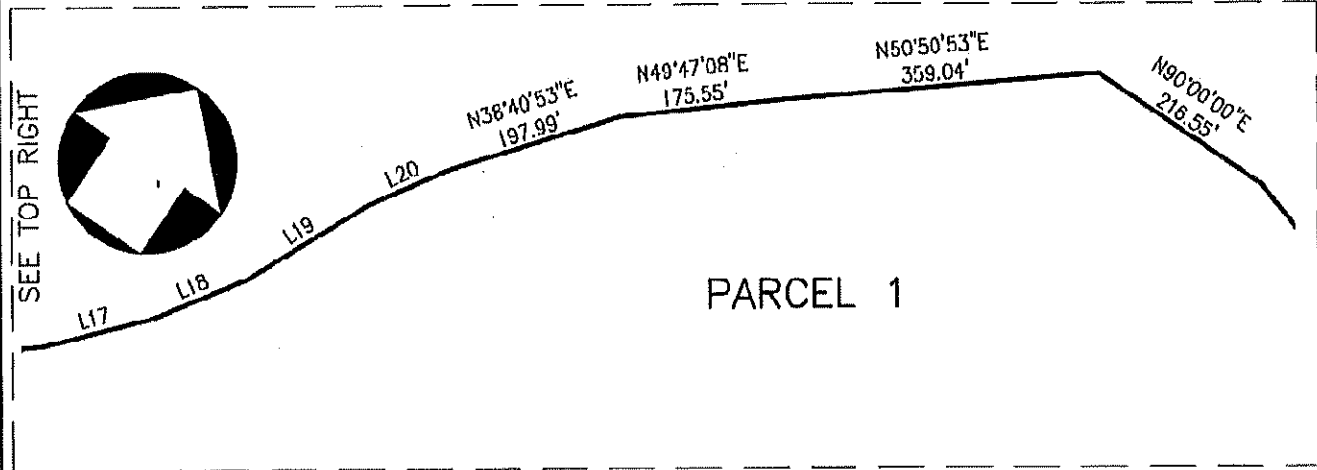 SEE TOP RIGHT
L17
L18
L19
L20
N38°40'53"E
197.99'
N49°47'08"E
175.55'
N50°50'53"E
359.04'
N90°00'00"E
216.55'
PARCEL 1